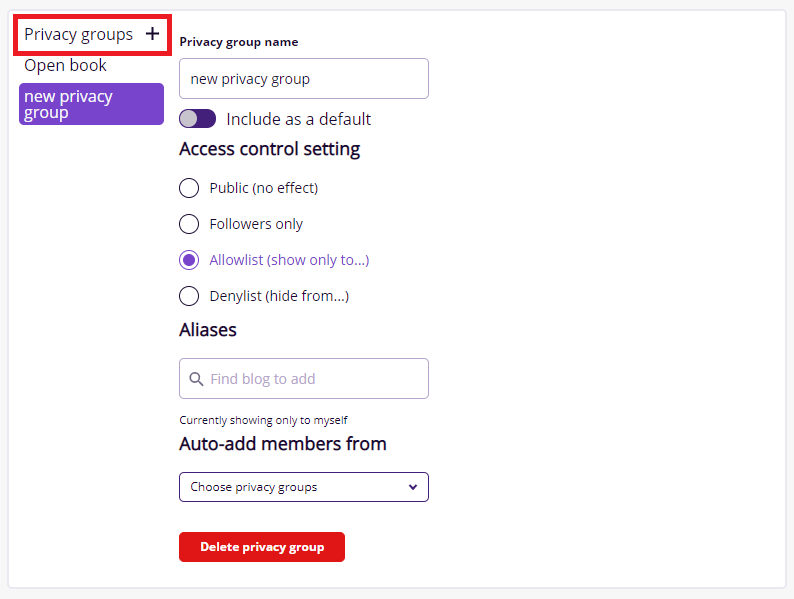 Privacy groups +
Open book
new privacy
group
Privacy group name
new privacy group
Include as a default
Access control setting
Public (no effect)
Followers only
Allowlist (show only to...)
Denylist (hide from...)
Aliases
Find blog to add
Currently showing only to myself
Auto-add members from
Choose privacy groups
Delete privacy group